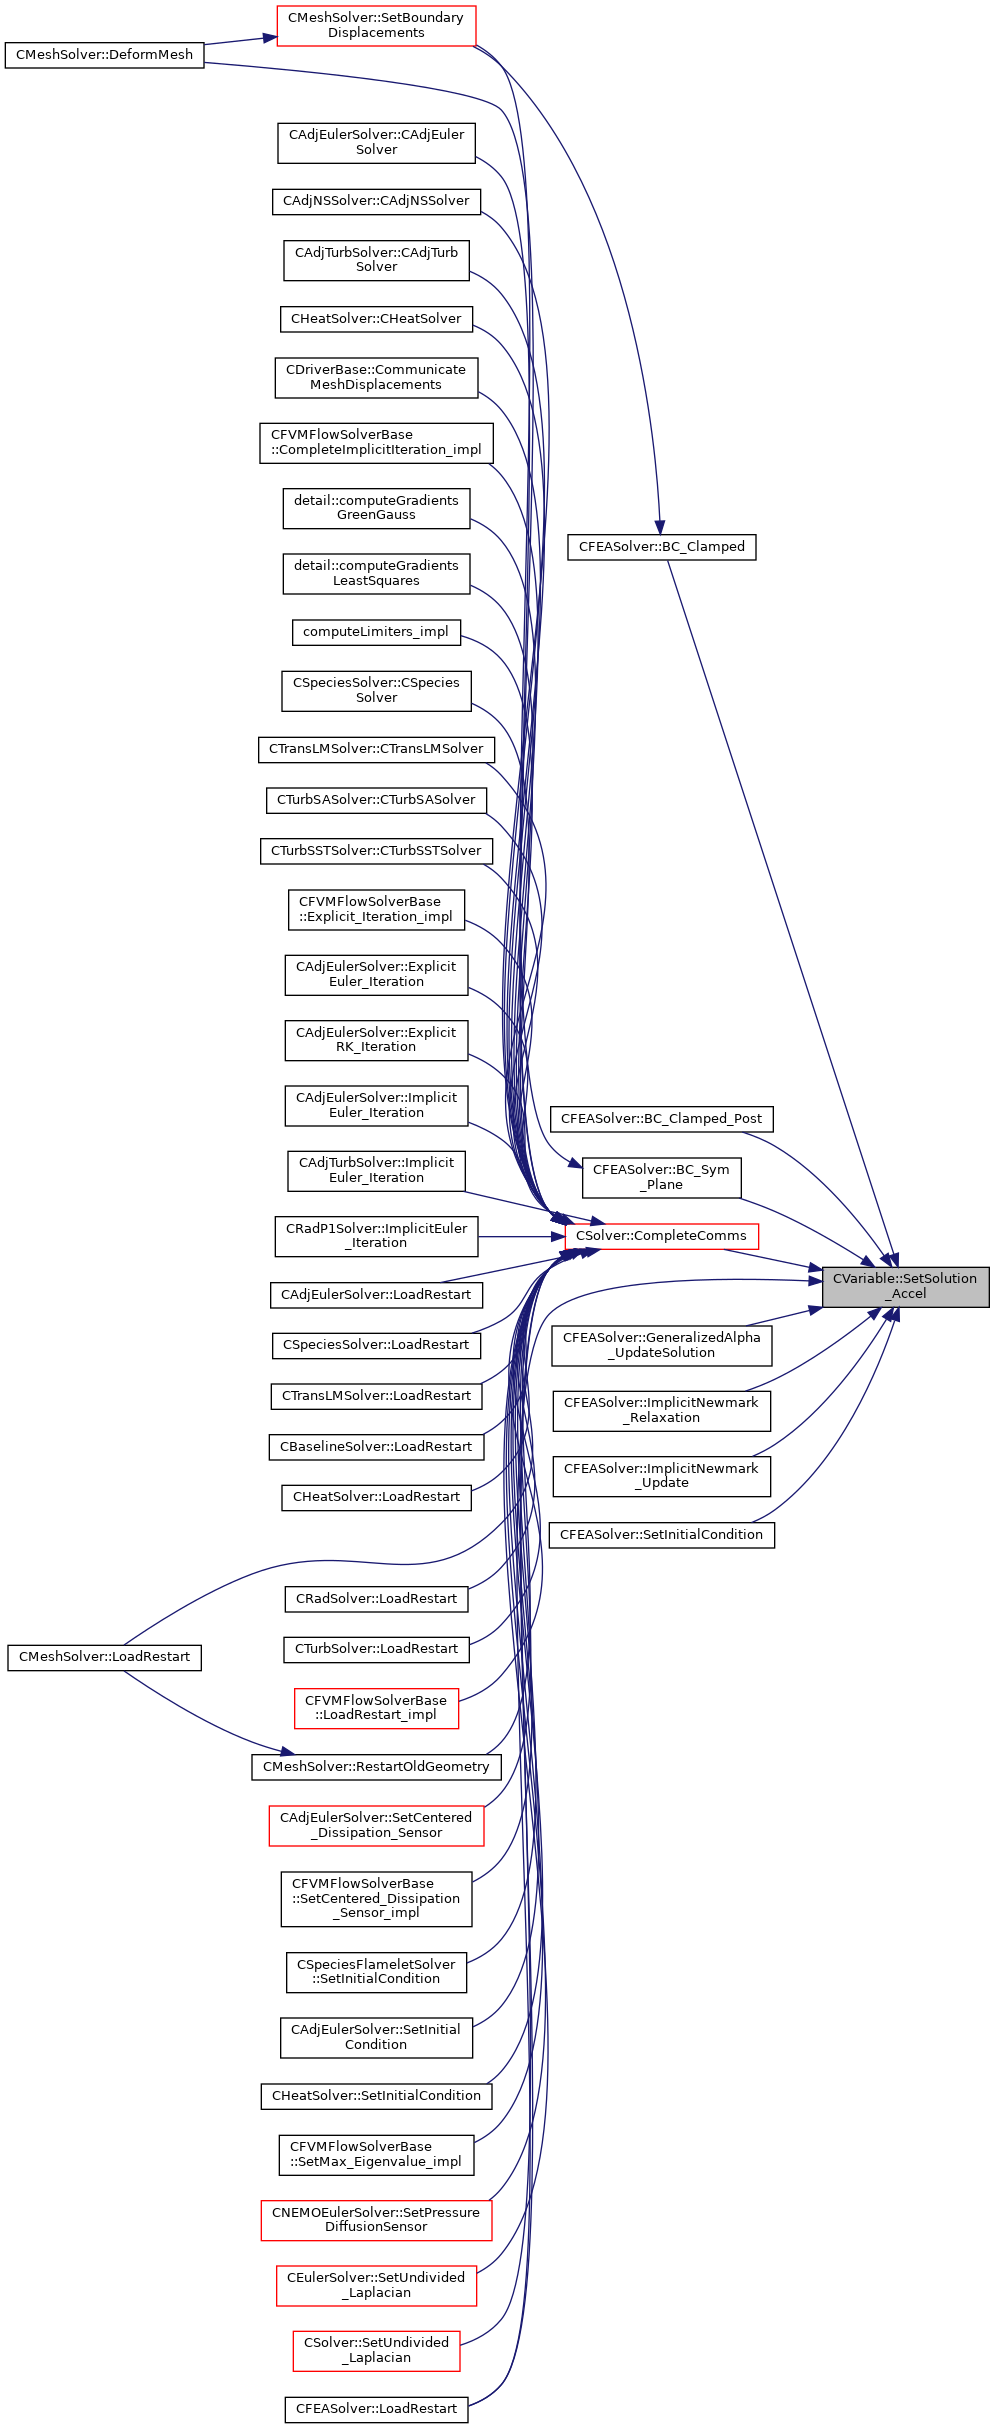 CMeshSolver::SetBoundary
Displacements
CMeshSolver::DeformMesh
CAdjEulerSolver::CAdjEuler
Solver
CAdjNSSolver::CAdjNSSolver
CAdjTurbSolver::CAdjTurb
Solver
CHeatSolver::CHeatSolver
CDriverBase::Communicate
MeshDisplacements
CFVMFlowSolverBase
::CompleteImplicitIteration_impl
detail::computeGradients
GreenGauss
detail::computeGradients
LeastSquares
computeLimiters_impl
CSpeciesSolver::CSpecies
Solver
CTransLMSolver::CTransLMSolver
CTurbSASolver::CTurbSASolver
CTurbSSTSolver::CTurbSSTSolver
CFVMFlowSolverBase
::Explicit_Iteration_impl
CAdjEulerSolver::Explicit
Euler_Iteration
CAdjEulerSolver::Explicit
RK_Iteration
CAdjEulerSolver::Implicit
Euler_Iteration
CAdjTurbSolver::Implicit
Euler_Iteration
CRadP1Solver::ImplicitEuler
_Iteration
CAdjEulerSolver::LoadRestart
CSpeciesSolver::LoadRestart
CTransLMSolver::LoadRestart
CBaselineSolver::LoadRestart
CHeatSolver::LoadRestart
CRadSolver::LoadRestart
CTurbSolver::LoadRestart
CMeshSolver::LoadRestart
CFVMFlowSolverBase
::LoadRestart_impl
CMeshSolver::RestartOldGeometry
CAdjEulerSolver::SetCentered
_Dissipation_Sensor
CFVMFlowSolverBase
::SetCentered_Dissipation
_Sensor_impl
CSpeciesFlameletSolver
::SetInitialCondition
CAdjEulerSolver::SetInitial
Condition
CHeatSolver::SetInitialCondition
CFVMFlowSolverBase
::SetMax_Eigenvalue_impl
CNEMOEulerSolver::SetPressure
DiffusionSensor
CEulerSolver::SetUndivided
_Laplacian
CSolver::SetUndivided
_Laplacian
CFEASolver::LoadRestart
CFEASolver::BC_Clamped
CFEASolver::BC_Clamped_Post
CFEASolver::BC_Sym
_Plane
CSolver::CompleteComms
CFEASolver::GeneralizedAlpha
_UpdateSolution
CFEASolver::ImplicitNewmark
_Relaxation
CFEASolver::ImplicitNewmark
_Update
CFEASolver::SetInitialCondition
CVariable::SetSolution
_Accel